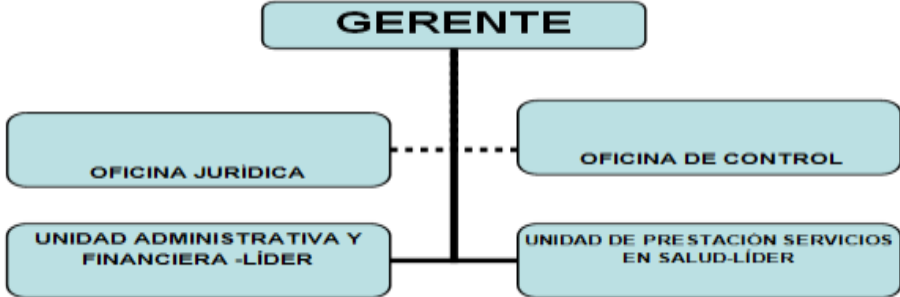 GERENTE
OFICINA JURÍDICA
OFICINA DE CONTROL
UNIDAD ADMINISTRATIVA Y
FINANCIERA -LÍDER
UNIDAD DE PRESTACIÓN SERVICIOS
EN SALUD-LÍDER